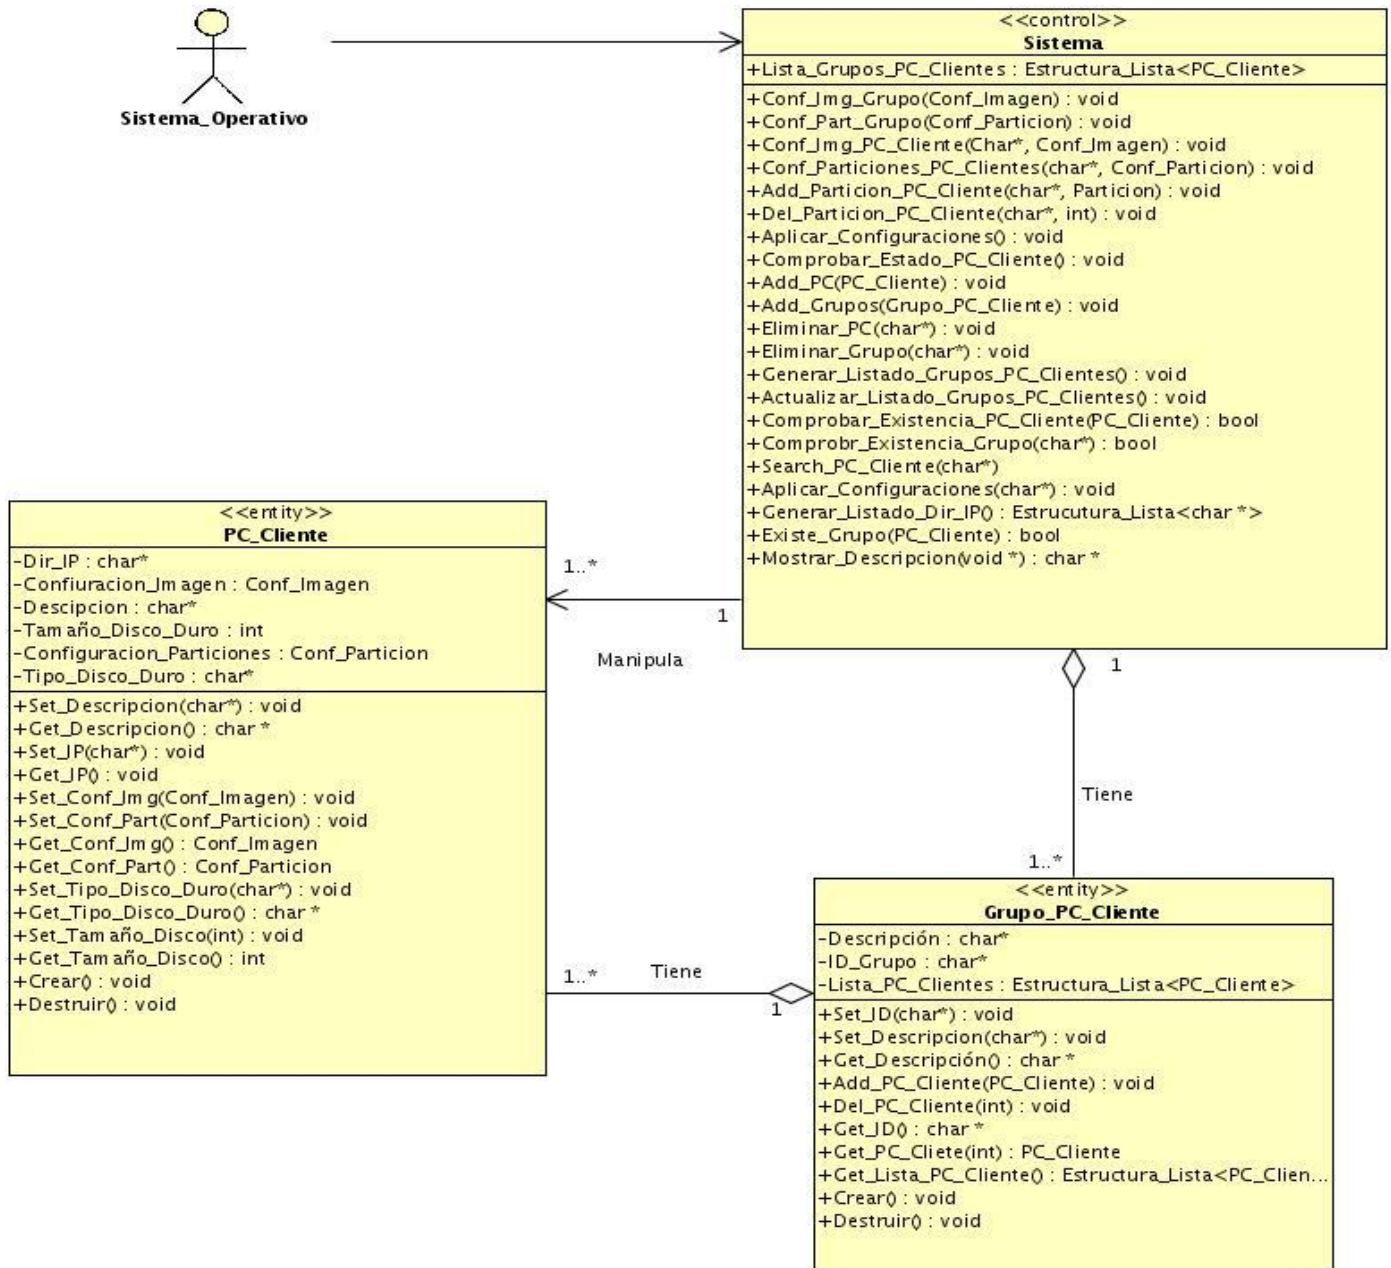 Sistema_Operativo
<<control>>
Sistema
+Lista_Grupos_PC_Clientes : Estructura_Lista<PC_Cliente>
+Conf_Img_Grupo(Conf_Imagen) : void
+Conf_Part_Grupo(Conf_Particion) : void
+Conf_Img_PC_Cliente(Char*, Conf_Imagen) : void
+Conf_Particiones_PC_Clientes(char*, Conf_Particion) : void
+Add_Particion_PC_Cliente(char*, Particion) : void
+Del_Particion_PC_Cliente(char*, int) : void
+Aplicar_Configuraciones() : void
+Comprobar_Estado_PC_Cliente() : void
+Add_PC(PC_Cliente) : void
+Add_Grupos(Grupo_PC_Cliente) : void
+Eliminar_PC(char*) : void
+Eliminar_Grupo(char*) : void
+Generar_Listado_Grupos_PC_Clientes() : void
+Actualizar_Listado_Grupos_PC_Clientes() : void
+Comprobar_Existencia_PC_Cliente(PC_Cliente) : bool
+Comprobr_Existencia_Grupo(char*) : bool
+Search_PC_Cliente(char*)
+Aplicar_Configuraciones(char*) : void
+Generar_Listado_Dir_IP() : Estrucutura_Lista<char *>
+Existe_Grupo(PC_Cliente) : bool
+Mostrar_Descripcion(void *) : char *
<<entity>>
PC_Cliente
-Dir_IP : char*
-Confiuracion_Imagen : Conf_Imagen
-Descipcion : char*
-Tamaño_Disco_Duro : int
-Configuracion_Particiones : Conf_Particion
-Tipo_Disco_Duro : char*
+Set_Descripcion(char*) : void
+Get_Descripcion() : char *
+Set_IP(char*) : void
+Get_IP() : void
+Set_Conf_Img(Conf_Imagen) : void
+Set_Conf_Part(Conf_Particion) : void
+Get_Conf_Img() : Conf_Imagen
+Get_Conf_Part() : Conf_Particion
+Set_Tipo_Disco_Duro(char*) : void
+Get_Tipo_Disco_Duro() : char *
+Set_Tamaño_Disco(int) : void
+Get_Tamaño_Disco() : int
+Crear() : void
+Destruir() : void
1..*
1
Manipula
1
Tiene
1..*
1..*
Tiene
1
<<entity>>
Grupo_PC_Cliente
-Descripción : char*
-ID_Grupo : char*
-Lista_PC_Clientes : Estructura_Lista<PC_Cliente>
+Set_ID(char*) : void
+Set_Descripcion(char*) : void
+Get_Descripción() : char *
+Add_PC_Cliente(PC_Cliente) : void
+Del_PC_Cliente(int) : void
+Get_ID() : char *
+Get_PC_Cliete(int) : PC_Cliente
+Get_Lista_PC_Cliente() : Estructura_Lista<PC_Clien...
+Crear() : void
+Destruir() : void